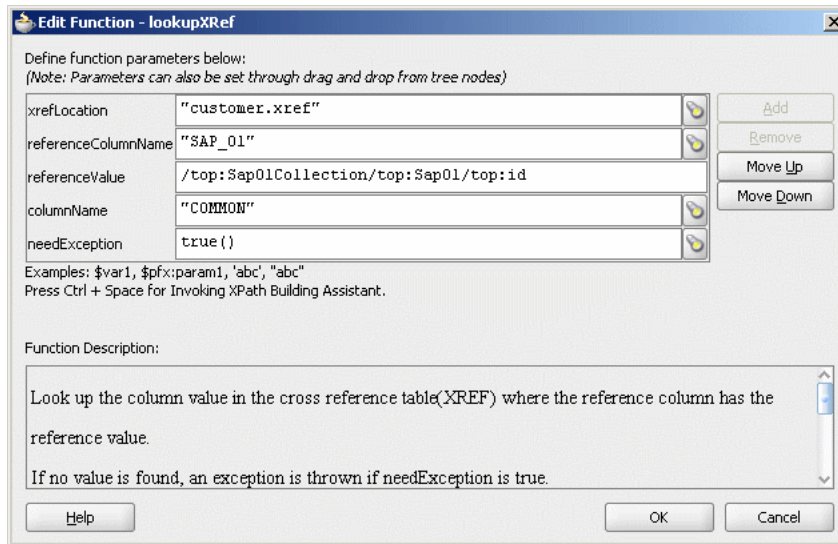 Edit Function - lookupXRef
Define function parameters below:
(Note: Parameters can also be set through drag and drop from tree nodes)
xrefLocation "customer.xref" Add
Remove
referenceColumnName "SAP_01"
referenceValue /top:Sap01Collection/top:Sap01/top:id Move Up
columnName "COMMON" Move Down
needException true()
Examples: $var1, $pfx:param1, 'abc', "abc"
Press Ctrl + Space for Invoking XPath Building Assistant.
Function Description:
Look up the column value in the cross reference table(XREF) where the reference column has the
reference value.
If no value is found, an exception is thrown if needException is true.
Help OK Cancel